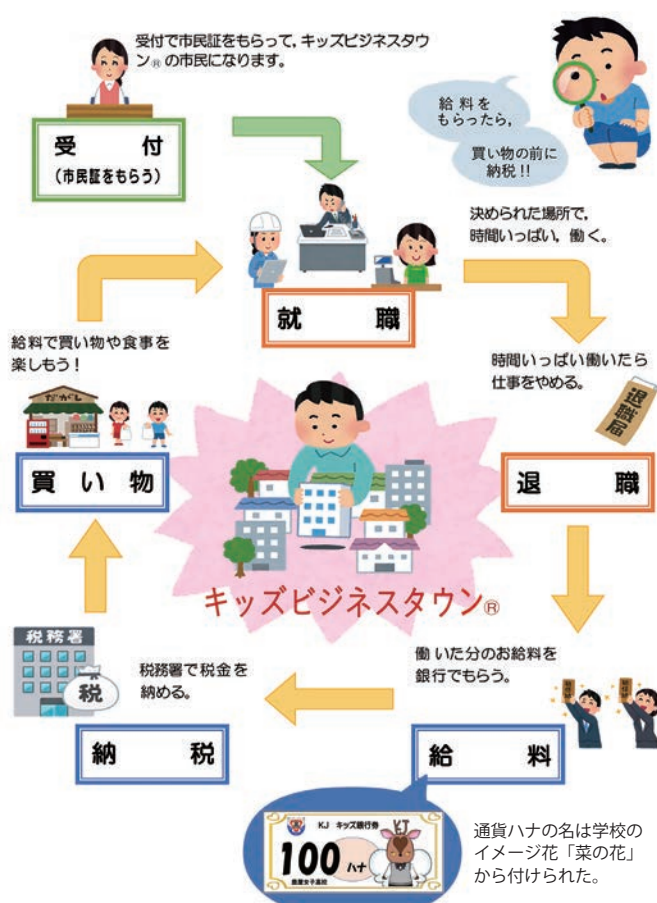 受付で市民証をもらって，キッズビジネスタウ
ン® の市民になります。
受付
（市民証をもらう）
給料を
もらったら，
買い物の前に
納税!!
決められた場所で，
時間いっぱい，働く。
就職
給料で買い物や食事を
楽しもう！
だがし
買い物
時間いっぱい働いたら
仕事をやめる。
退職届
退職
キッズビジネスタウン®
税務署
税
税務署で税金を
納める。
納税
働いた分のお給料を
銀行でもらう。
給料
KJ キッズ銀行券
KJ
100 ハナ
鹿屋女子高校
通貨ハナの名は学校の
イメージ花「菜の花」
から付けられた。